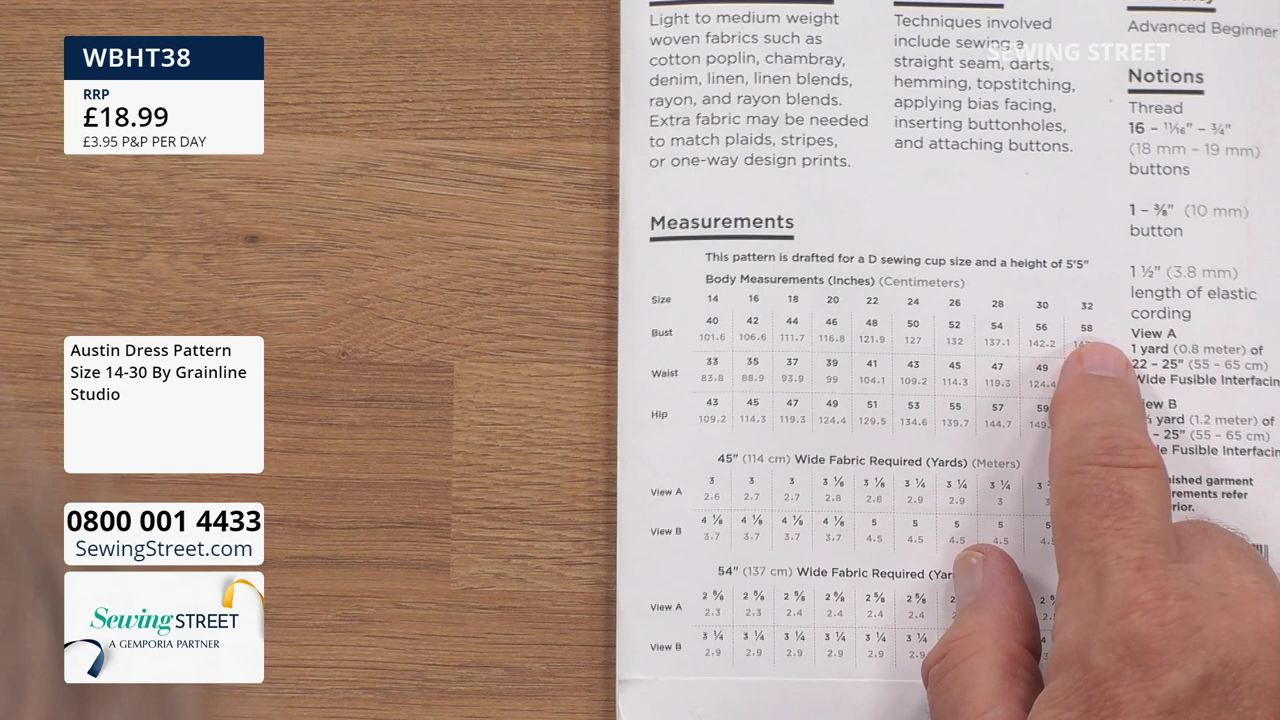 WBHT38
RRP
£18.99
£3.95 P&P PER DAY
Austin Dress Pattern
Size 14-30 By Grainline
Studio
0800 001 4433
SewingStreet.com
Sewing STREET
A GEMPORIA PARTNER
SEWING STREET
Light to medium weight
woven fabrics such as
cotton poplin, chambray,
denim, linen, linen blends,
rayon, and rayon blends.
Extra fabric may be needed
to match plaids, stripes,
or one-way design prints.
Techniques involved
include sewing a
straight seam, darts,
hemming, topstitching,
applying bias facing,
inserting buttonholes,
and attaching buttons.
Advanced Beginner
Notions
Thread
16 – 11/16" – ¾"
(18 mm – 19 mm)
buttons
1 – ⅜" (10 mm)
button
1 ½" (3.8 mm)
length of elastic
cording
View A
1 yard (0.8 meter) of
22 – 25" (55 – 65 cm)
Wide Fusible
yard (1.2 meter) of
– 25" (55 – 65 cm)
Fusible
garment
refer
Measurements
This pattern is drafted for a D sewing cup size and a height of 5'5"
Body Measurements (Inches) (Centimeters)
Size 14 16 18 20 22 24 26 28 30 32
Bust 40 42 44 46 48 50 52 54 56 58
101.6 106.6 111.7 116.8 121.9 127 132 137.1 142.2
Waist 33 35 37 39 41 43 45 47 49
83.8 88.9 93.9 99 104.1 109.2 114.3 119.3 124.4
Hip 43 45 47 49 51 53 55 57 59
109.2 114.3 119.3 124.4 129.5 134.6 139.7 144.7 149.
45" (114 cm) Wide Fabric Required (Yards) (Meters)
View A 3 3 3 3 ⅛ 3 ⅛ 3 ¼ 3 ¼ 3 ¼ 3
2.6 2.7 2.7 2.8 2.8 2.9 2.9 3 3
View B 4 ⅛ 4 ⅛ 4 ⅛ 4 ⅛ 5 5 5 5 5
3.7 3.7 3.7 3.7 4.5 4.5 4.5 4.5 4.
54" (137 cm) Wide Fabric Required
View A 2 ⅝ 2 ⅝ 2 ⅝ 2 ⅝ 2 ⅝ 2 ⅝ 2
2.3 2.3 2.4 2.4 2.4 2.4
View B 3 ¼ 3 ¼ 3 ¼ 3 ¼ 3 ¼ 3 ¼
2.9 2.9 2.9 2.9 2.9 2.9